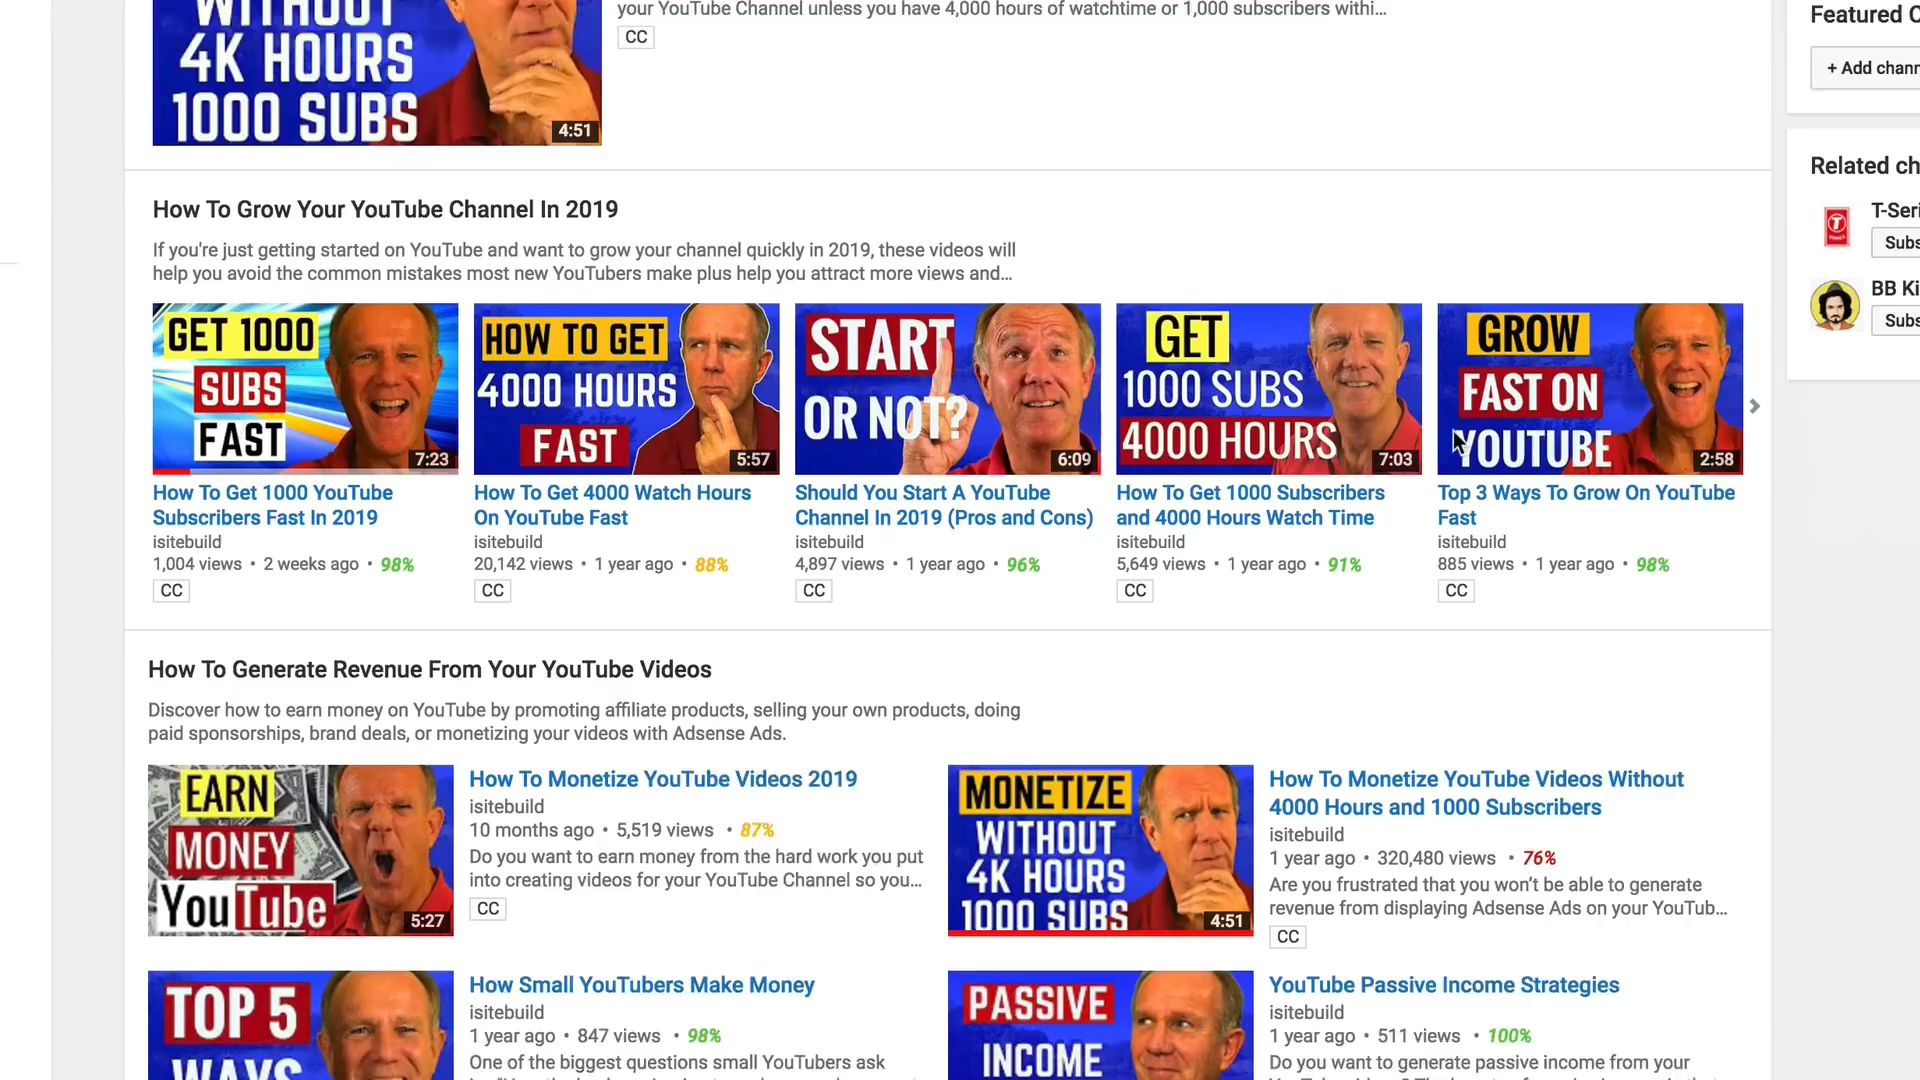 WITHOUT
4K HOURS
1000 SUBS
4:51
your YouTube Channel unless you have 4,000 hours of watchtime or 1,000 subscribers withi...
CC
Featured C
+ Add chann
How To Grow Your YouTube Channel In 2019
If you're just getting started on YouTube and want to grow your channel quickly in 2019, these videos will
help you avoid the common mistakes most new YouTubers make plus help you attract more views and...
GET 1000
SUBS
FAST
7:23
How To Get 1000 YouTube
Subscribers Fast In 2019
isitebuild
1,004 views • 2 weeks ago • 98%
CC
HOW TO GET
4000 HOURS
FAST
5:57
How To Get 4000 Watch Hours
On YouTube Fast
isitebuild
20,142 views • 1 year ago • 88%
CC
START
OR NOT?
6:09
Should You Start A YouTube
Channel In 2019 (Pros and Cons)
isitebuild
4,897 views • 1 year ago • 96%
CC
GET
1000 SUBS
4000 HOURS
7:03
How To Get 1000 Subscribers
and 4000 Hours Watch Time
isitebuild
5,649 views • 1 year ago • 91%
CC
GROW
FAST ON
YOUTUBE
2:58
Top 3 Ways To Grow On YouTube
Fast
isitebuild
885 views • 1 year ago • 98%
CC
Related ch
T-Seri
Subs
BB Ki
Subs
How To Generate Revenue From Your YouTube Videos
Discover how to earn money on YouTube by promoting affiliate products, selling your own products, doing
paid sponsorships, brand deals, or monetizing your videos with Adsense Ads.
EARN
MONEY
YouTube
5:27
How To Monetize YouTube Videos 2019
isitebuild
10 months ago • 5,519 views • 87%
Do you want to earn money from the hard work you put
into creating videos for your YouTube Channel so you...
CC
MONETIZE
WITHOUT
4K HOURS
1000 SUBS
4:51
How To Monetize YouTube Videos Without
4000 Hours and 1000 Subscribers
isitebuild
1 year ago • 320,480 views • 76%
Are you frustrated that you won't be able to generate
revenue from displaying Adsense Ads on your YouTub...
CC
TOP 5
WAYS
How Small YouTubers Make Money
isitebuild
1 year ago • 847 views • 98%
One of the biggest questions small YouTubers ask
PASSIVE
INCOME
YouTube Passive Income Strategies
isitebuild
1 year ago • 511 views • 100%
Do you want to generate passive income from your